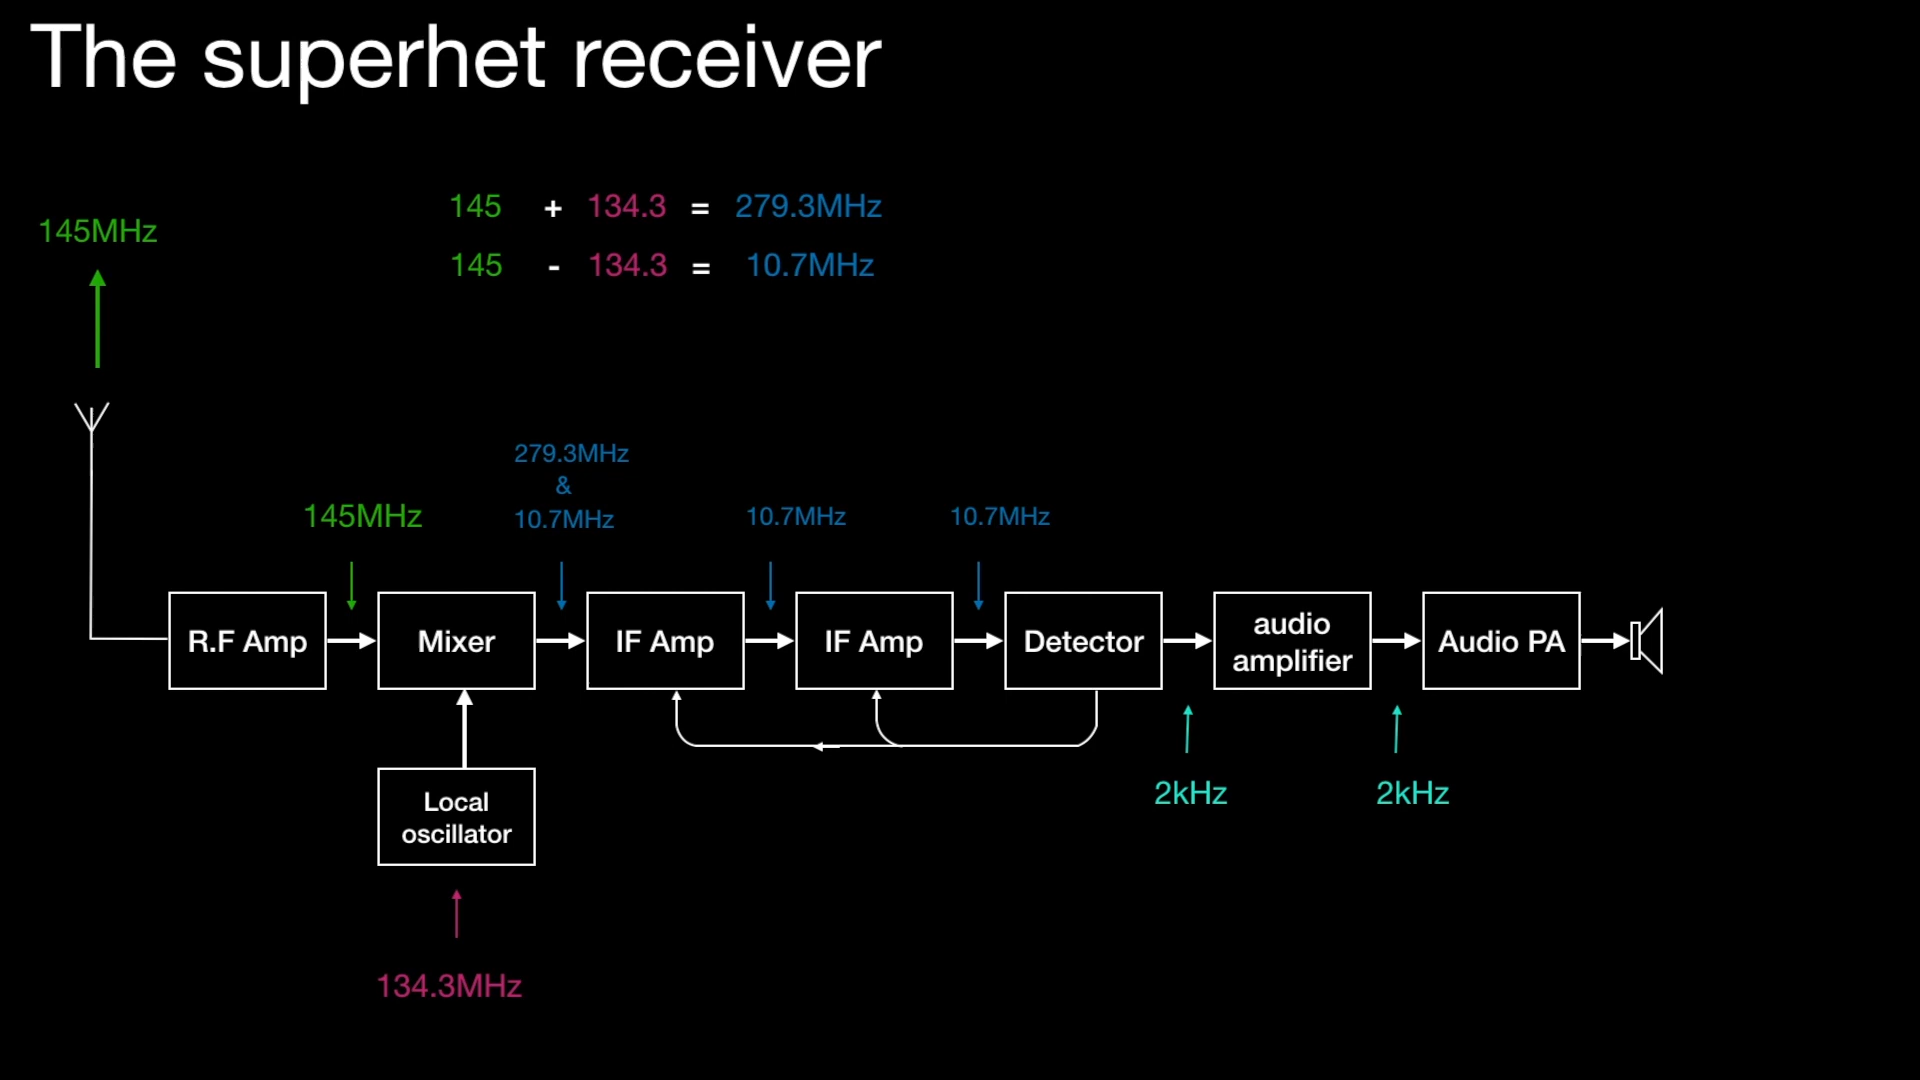 The superhet receiver
145 + 134.3 = 279.3MHz
145MHz
145 - 134.3 = 10.7MHz
279.3MHz
&
145MHz
10.7MHz
10.7MHz
10.7MHz
R.F Amp
Mixer
IF Amp
IF Amp
Detector
audio
amplifier
Audio PA
Local
oscillator
2kHz
2kHz
134.3MHz